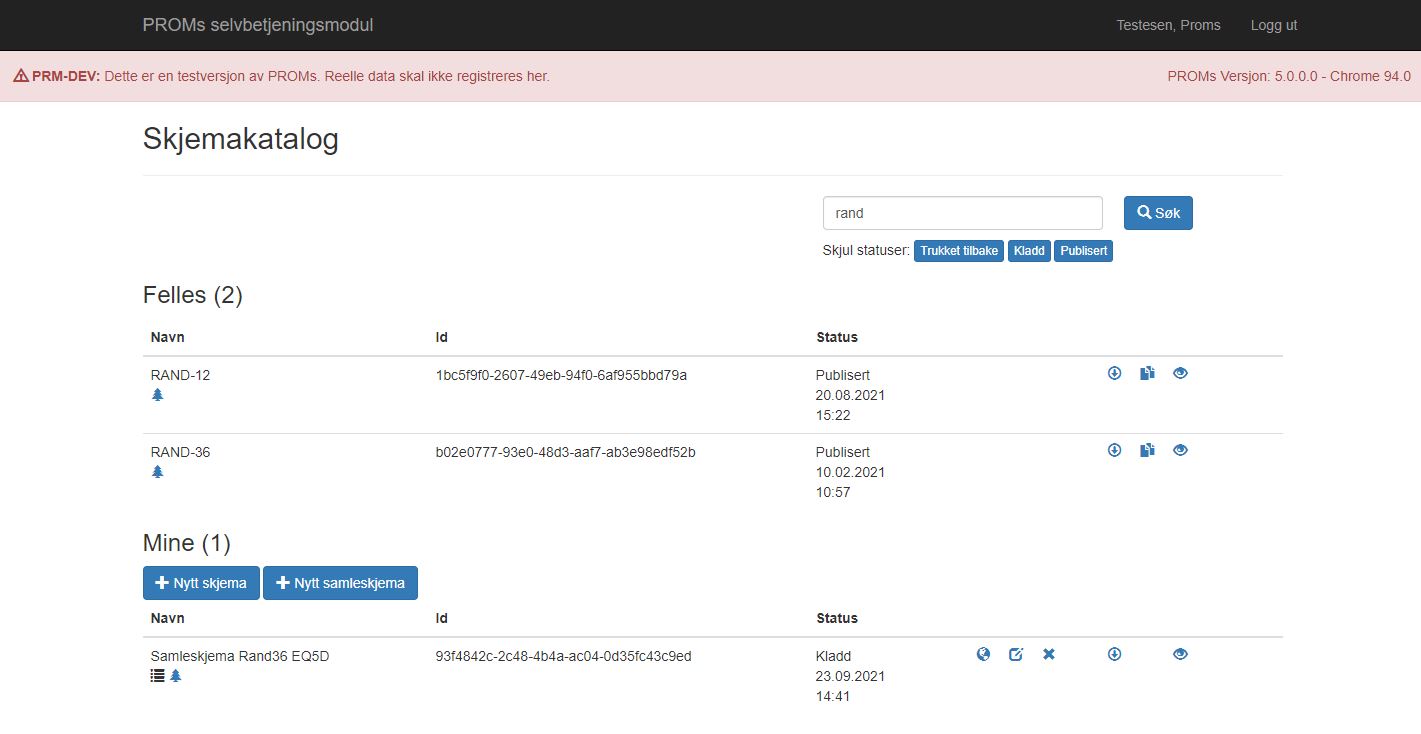 PROMs selvbetjeningsmodul Testesen, Proms Logg ut
PRM-DEV: Dette er en testversjon av PROMs. Reelle data skal ikke registreres her. PROMs Versjon: 5.0.0.0 - Chrome 94.0
Skjemakatalog
rand Søk
Skjul statuser: Trukket tilbake Kladd Publisert
Felles (2)
Navn Id Status
RAND-12 1bc5f9f0-2607-49eb-94f0-6af955bbd79a Publisert
20.08.2021
15:22
RAND-36 b02e0777-93e0-48d3-aaf7-ab3e98edf52b Publisert
10.02.2021
10:57
Mine (1)
Nytt skjema Nytt samleskjema
Navn Id Status
Samleskjema Rand36 EQ5D 93f4842c-2c48-4b4a-ac04-0d35fc43c9ed Kladd
23.09.2021
14:41